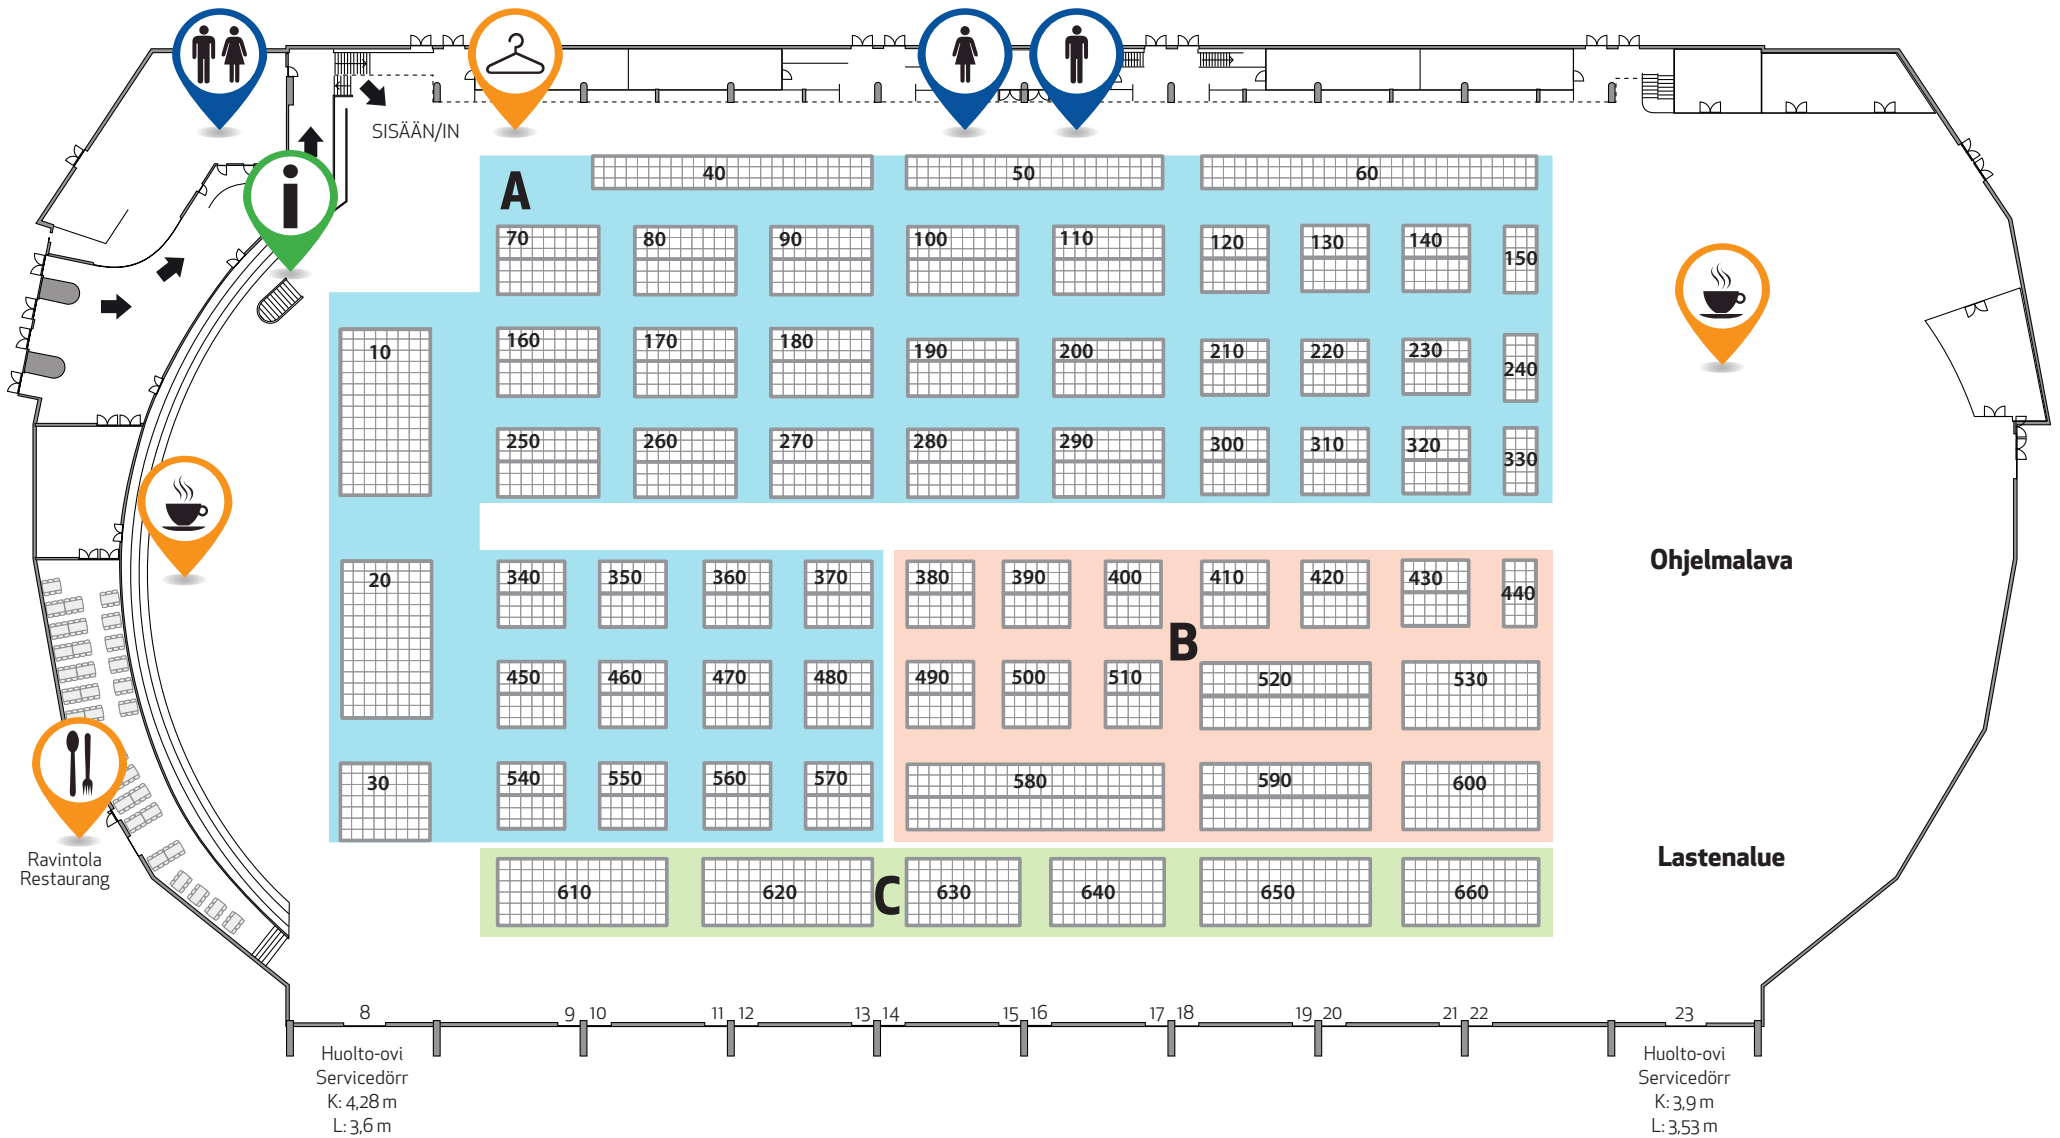 SISÄÄN/IN
A
40 50 60
70 80 90 100 110 120 130 140 150
160 170 180 190 200 210 220 230 240
10
250 260 270 280 290 300 310 320 330
Ohjelmalava
20 340 350 360 370 380 390 400 410 420 430 440
B
450 460 470 480 490 500 510 520 530
30 540 550 560 570 580 590 600
Ravintola
Restaurang
Lastenalue
610 620 C 630 640 650 660
8 9 10 11 12 13 14 15 16 17 18 19 20 21 22 23
Huolto-ovi
Servicedörr
K: 4,28 m
L: 3,6 m
Huolto-ovi
Servicedörr
K: 3,9 m
L: 3,53 m